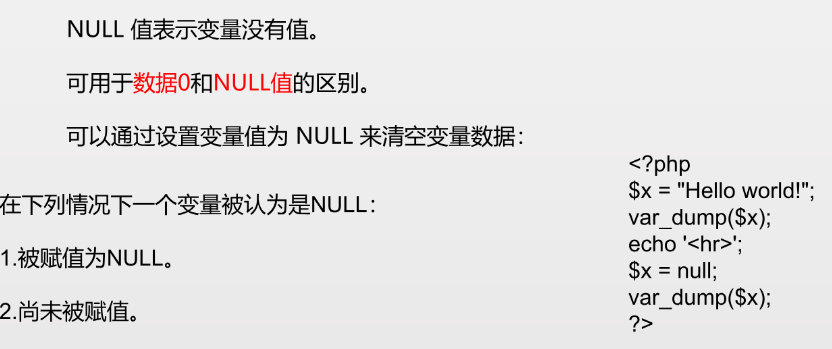 NULL 值表示变量没有值。
可用于数据0和NULL值的区别。
可以通过设置变量值为 NULL 来清空变量数据：
在下列情况下一个变量被认为是NULL：
1.被赋值为NULL。
2.尚未被赋值。
<?php
$x = "Hello world!";
var_dump($x);
echo '<hr>';
$x = null;
var_dump($x);
?>